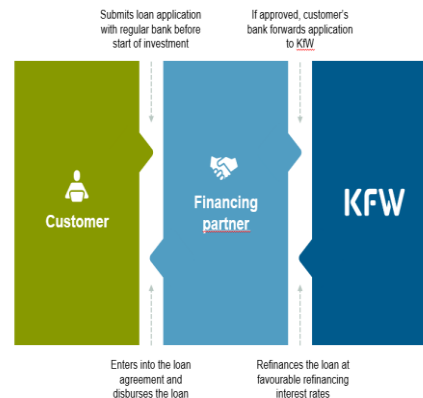 Submits loan application
with regular bank before
start of investment
If approved, customer's
bank forwards application
to KfW
Customer
Financing
partner
KFW
Enters into the loan
agreement and
disburses the loan
Refinances the loan at
favourable refinancing
interest rates